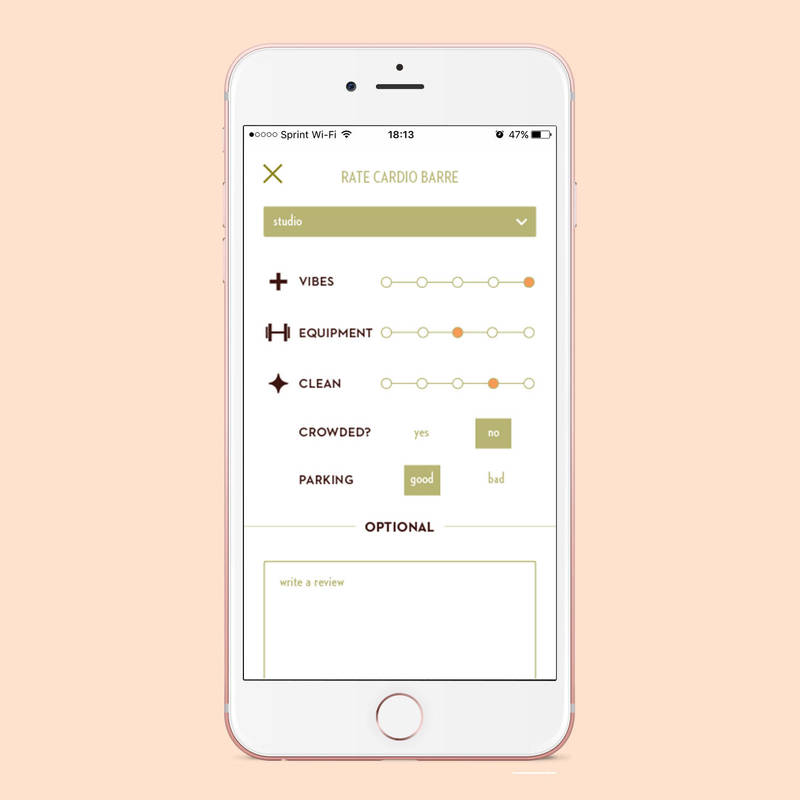 Sprint Wi-Fi 18:13 47%
RATE CARDIO BARRE
studio
VIBES
EQUIPMENT
CLEAN
CROWDED? yes no
PARKING good bad
OPTIONAL
write a review